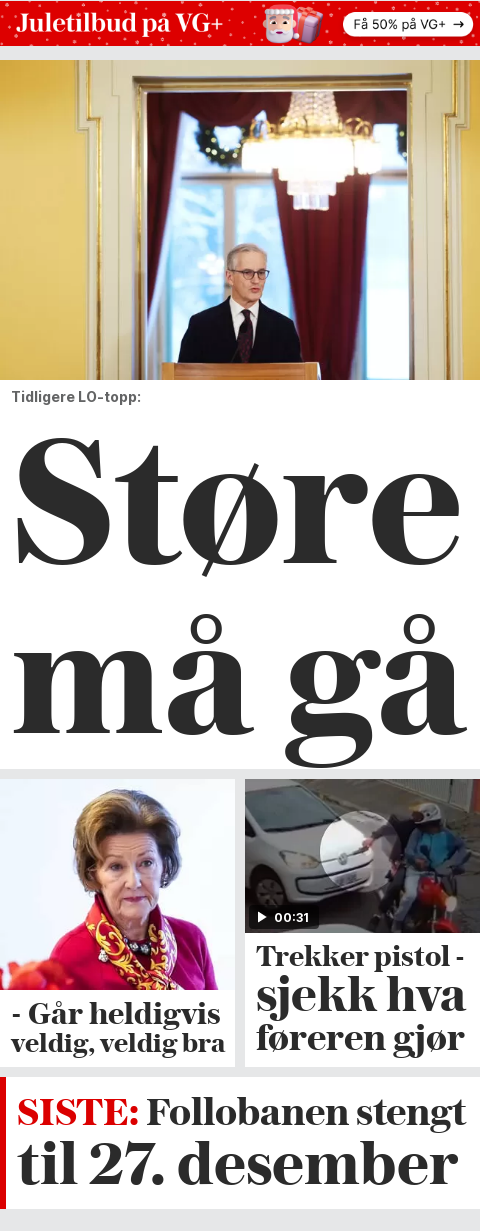 Juletilbud på VG+
Få 50% på VG+ →
Tidligere LO-topp:
Støre
må gå
- Går heldigvis
veldig, veldig bra
00:31
Trekker pistol -
sjekk hva
føreren gjør
SISTE: Follobanen stengt
til 27. desember